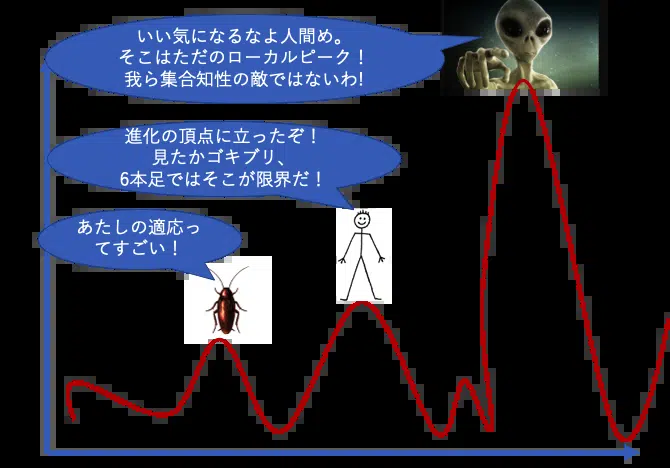 いい気になるなよ人間め。
そこはただのローカルピーク！
我ら集合知性の敵ではないわ!
進化の頂点に立ったぞ！
見たかゴキブリ、
6本足ではそこが限界だ！
あたしの適応っ
てすごい！